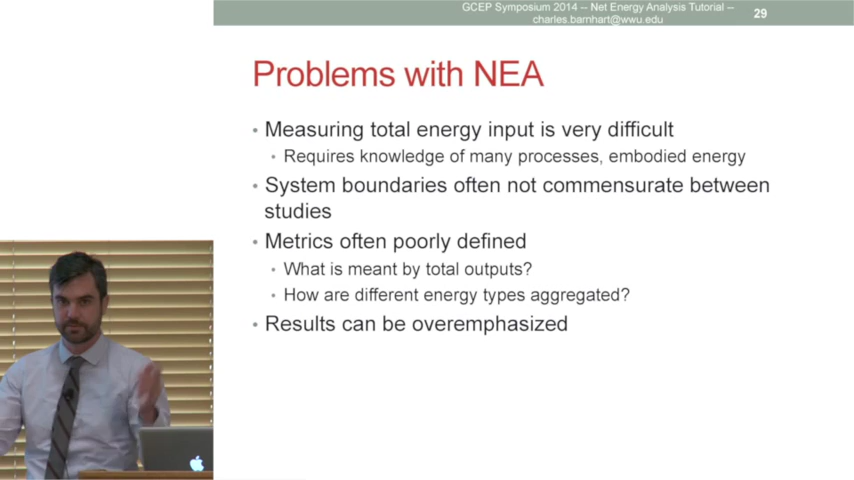 GCEP Symposium 2014 -- Net Energy Analysis Tutorial --
charles.barnhart@wwu.edu
29
Problems with NEA
• Measuring total energy input is very difficult
• Requires knowledge of many processes, embodied energy
• System boundaries often not commensurate between
studies
• Metrics often poorly defined
• What is meant by total outputs?
• How are different energy types aggregated?
• Results can be overemphasized